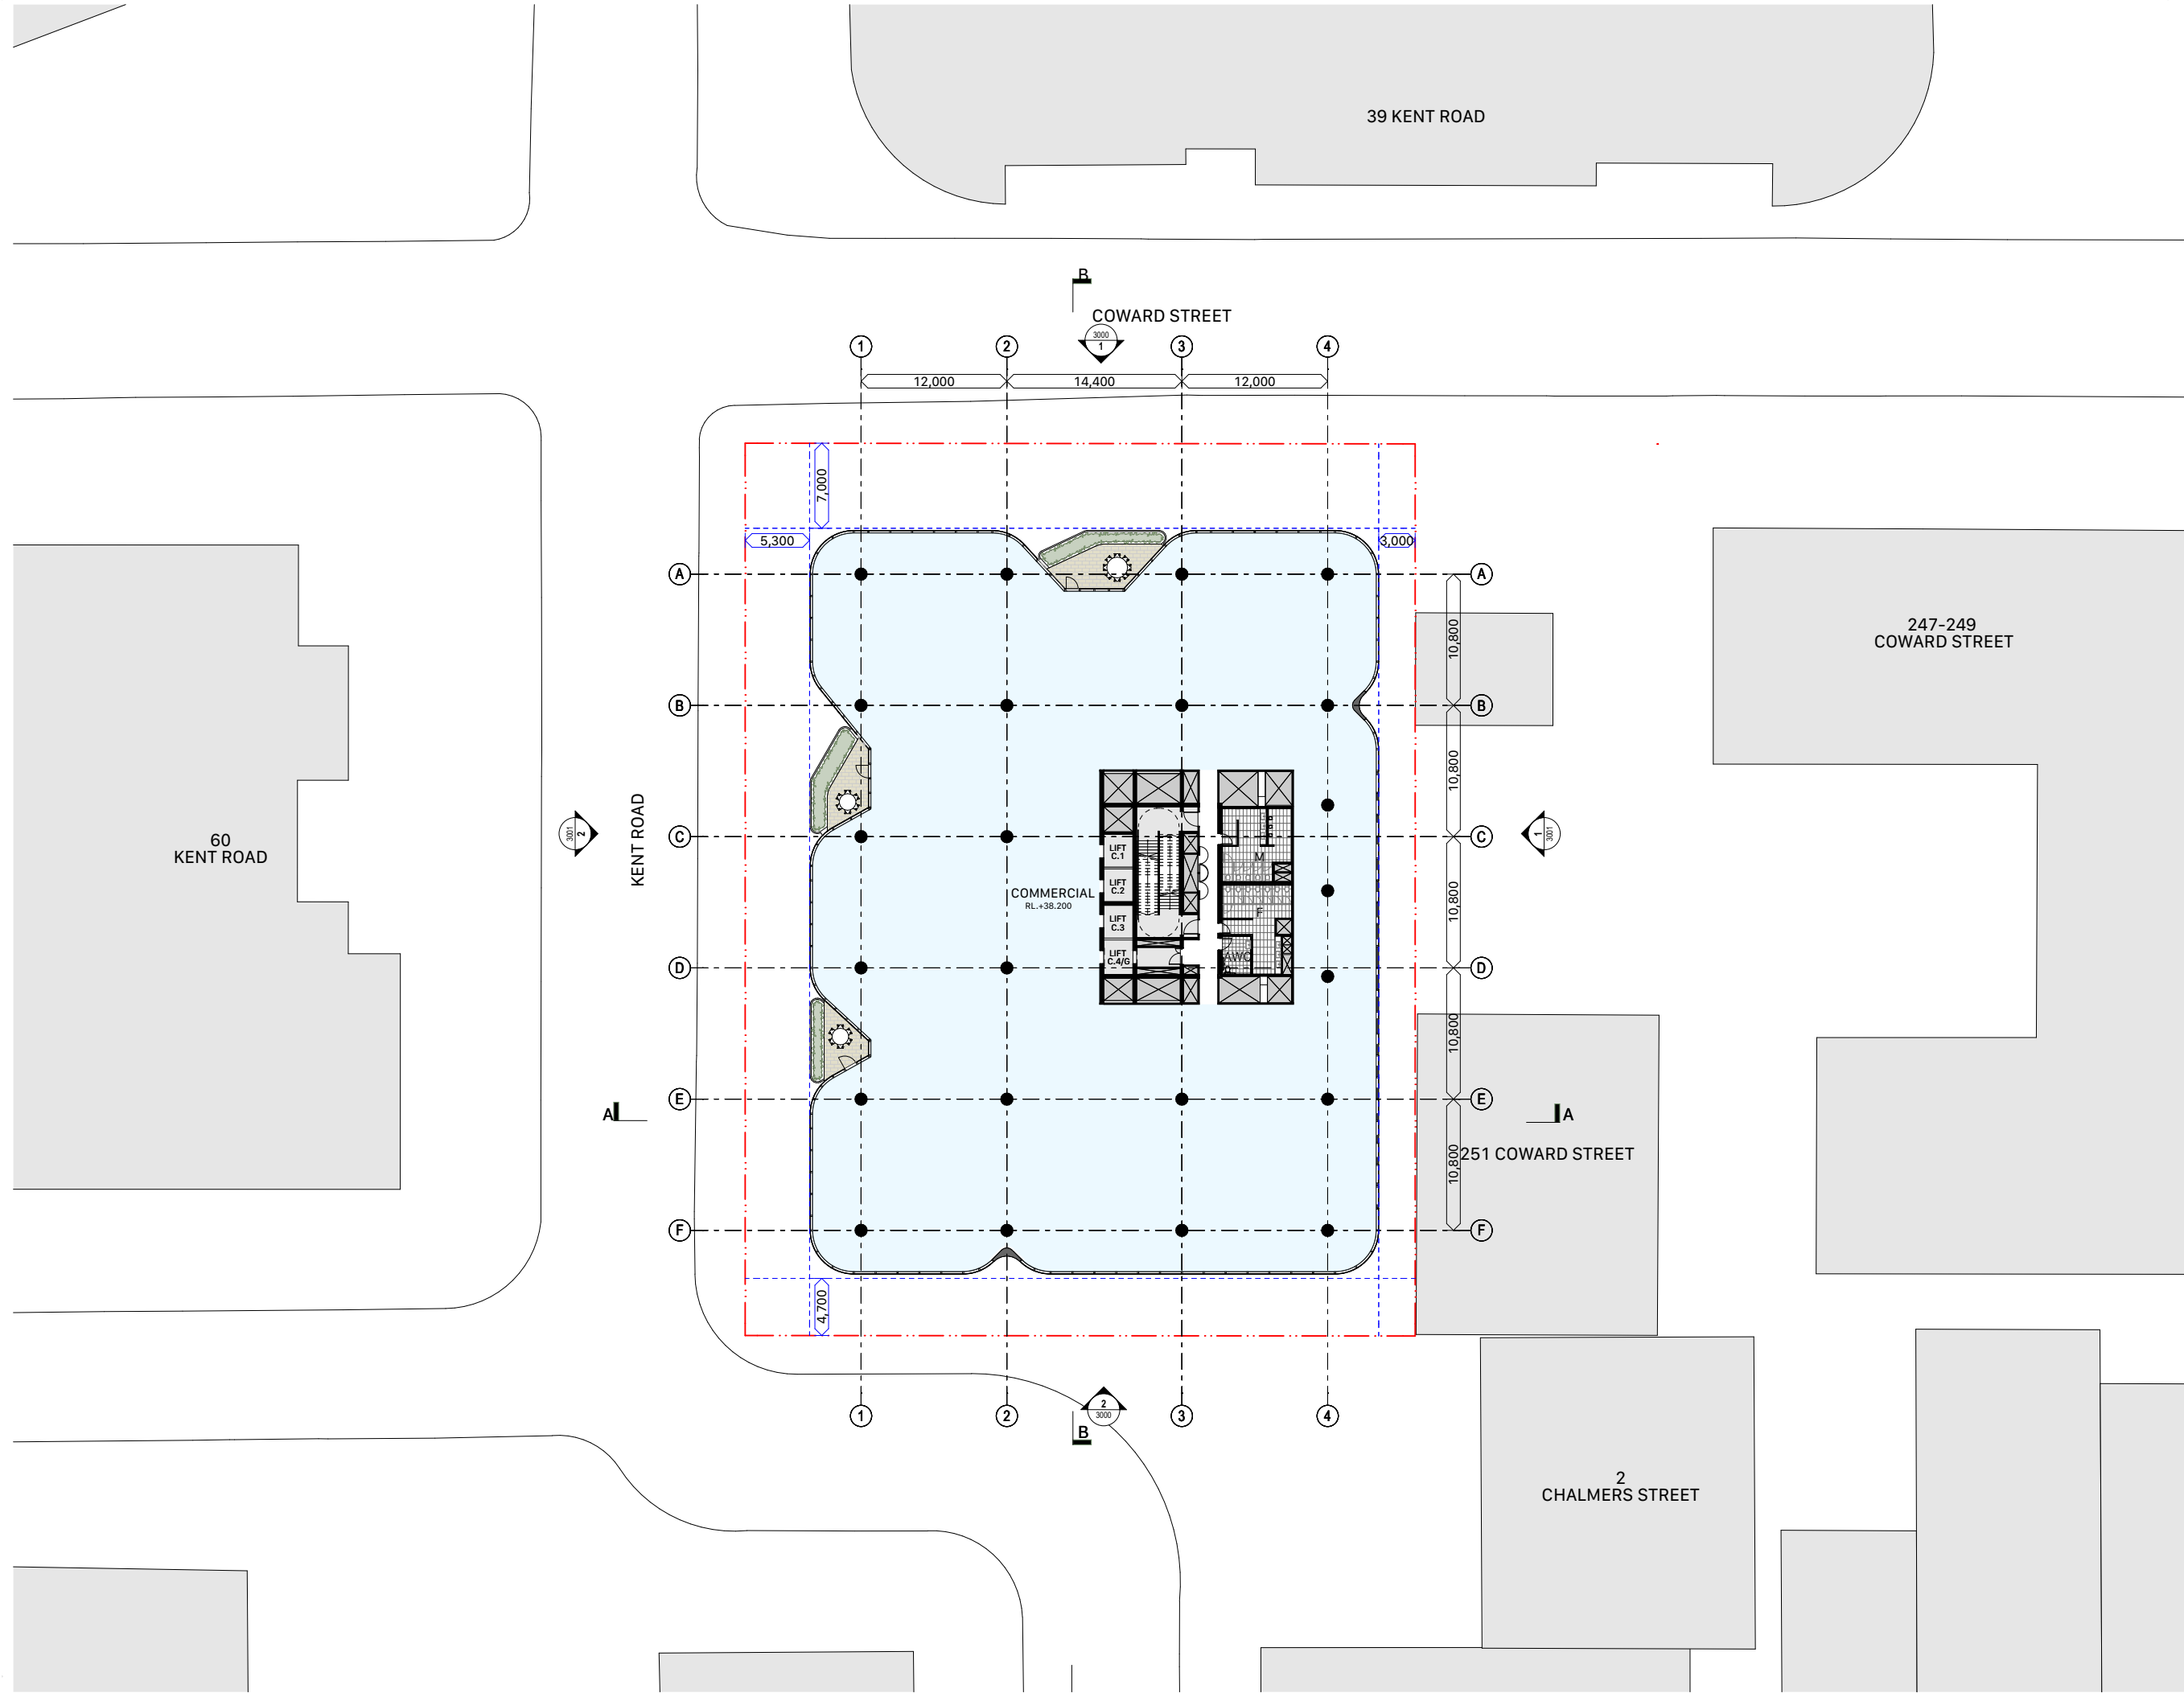 39 KENT ROAD
B
COWARD STREET
3000
1
1
2
3
4
12,000
14,400
12,000
7,000
5,300
3,000
A
A
10,800
247-249
COWARD STREET
B
B
10,800
60
KENT ROAD
3001
2
KENT ROAD
C
C
1
3001
LIFT
C.1
M
LIFT
C.2
COMMERCIAL
RL.+38.200
10,800
F
LIFT
C.3
LIFT
C.4/G
AWC
D
D
10,800
E
E
A
A
10,800
251 COWARD STREET
F
F
4,700
1
2
3
4
2
3000
B
2
CHALMERS STREET